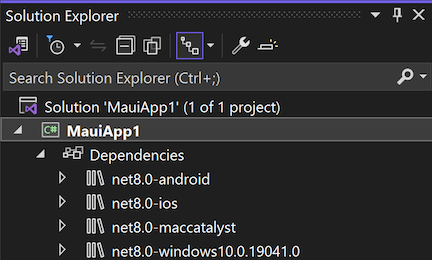 Solution Explorer
Search Solution Explorer (Ctrl+;)
Solution 'MauiApp1' (1 of 1 project)
C# MauiApp1
Dependencies
net8.0-android
net8.0-ios
net8.0-maccatalyst
net8.0-windows10.0.19041.0